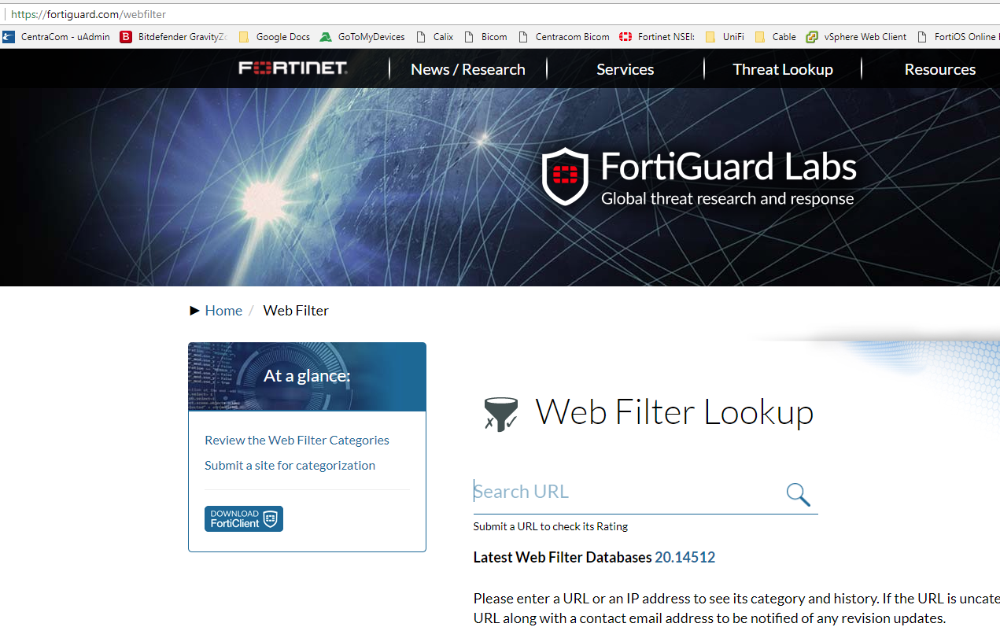 https://fortiguard.com/webfilter
CentraCom - uAdmin Bitdefender GravityZo Google Docs GoToMyDevices Calix Bicom Centracom Bicom Fortinet NSEI: UniFi Cable vSphere Web Client FortiOS Online
FORTINET News / Research Services Threat Lookup Resources
FortiGuard Labs
Global threat research and response
Home / Web Filter
At a glance:
Review the Web Filter Categories
Submit a site for categorization
DOWNLOAD
FortiClient
Web Filter Lookup
Search URL
Submit a URL to check its Rating
Latest Web Filter Databases 20.14512
Please enter a URL or an IP address to see its category and history. If the URL is uncate
URL along with a contact email address to be notified of any revision updates.